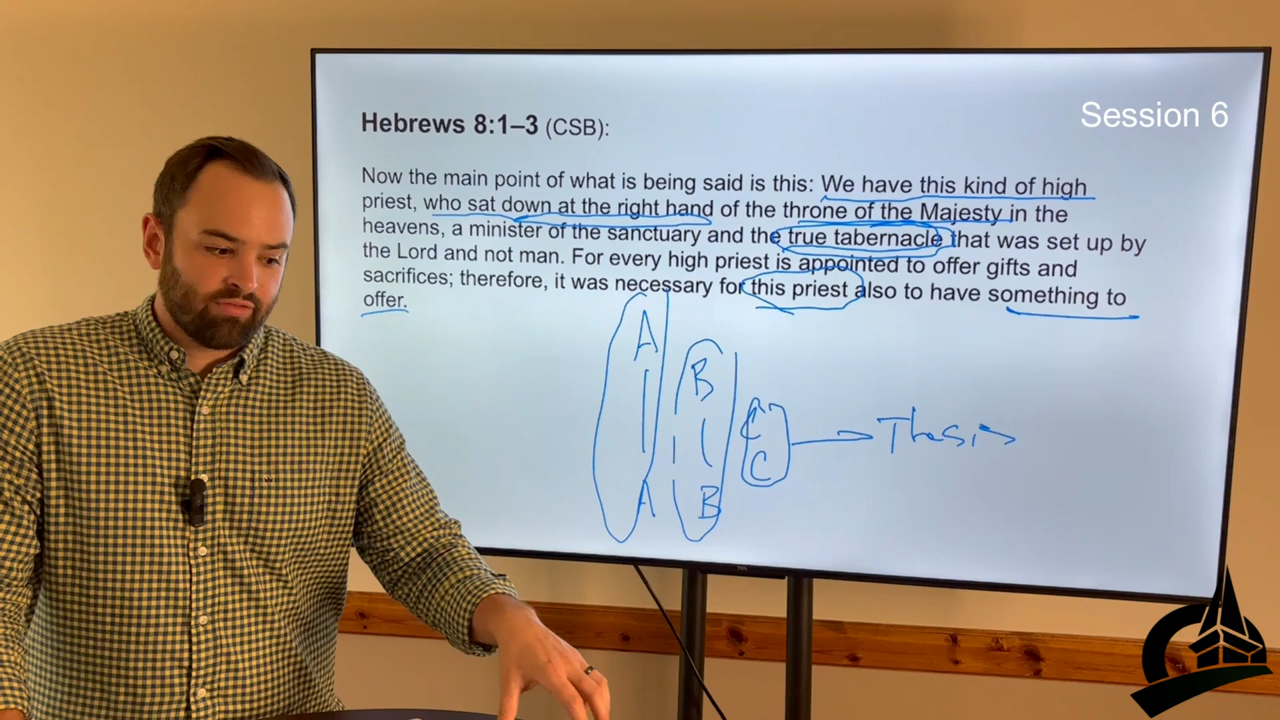 Session 6
Hebrews 8:1–3 (CSB):
Now the main point of what is being said is this: We have this kind of high
priest, who sat down at the right hand of the throne of the Majesty in the
heavens, a minister of the sanctuary and the true tabernacle that was set up by
the Lord and not man. For every high priest is appointed to offer gifts and
sacrifices; therefore, it was necessary for this priest also to have something to
offer.
A
B
C
Thesis
C
A
B